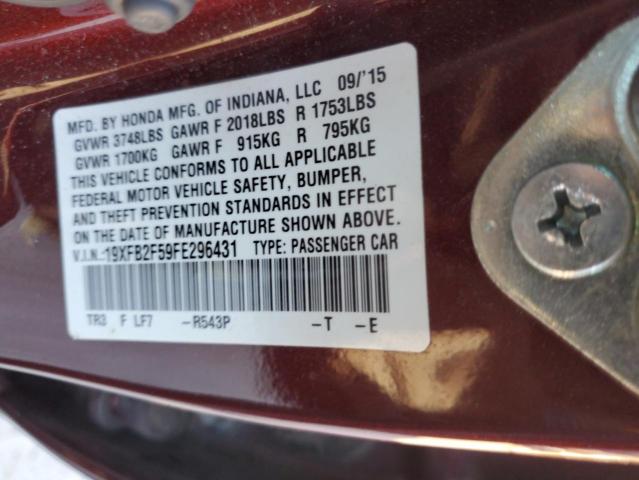 MFD. BY HONDA MFG. OF INDIANA, LLC 09/'15
GVWR 3748LBS GAWR F 2018LBS R 1753LBS
GVWR 1700KG GAWR F 915KG R 795KG
THIS VEHICLE CONFORMS TO ALL APPLICABLE
FEDERAL MOTOR VEHICLE SAFETY, BUMPER,
AND THEFT PREVENTION STANDARDS IN EFFECT
ON THE DATE OF MANUFACTURE SHOWN ABOVE.
V.I.N.:19XFB2F59FE296431 TYPE: PASSENGER CAR
TR3 F LF7 -R543P -T -E